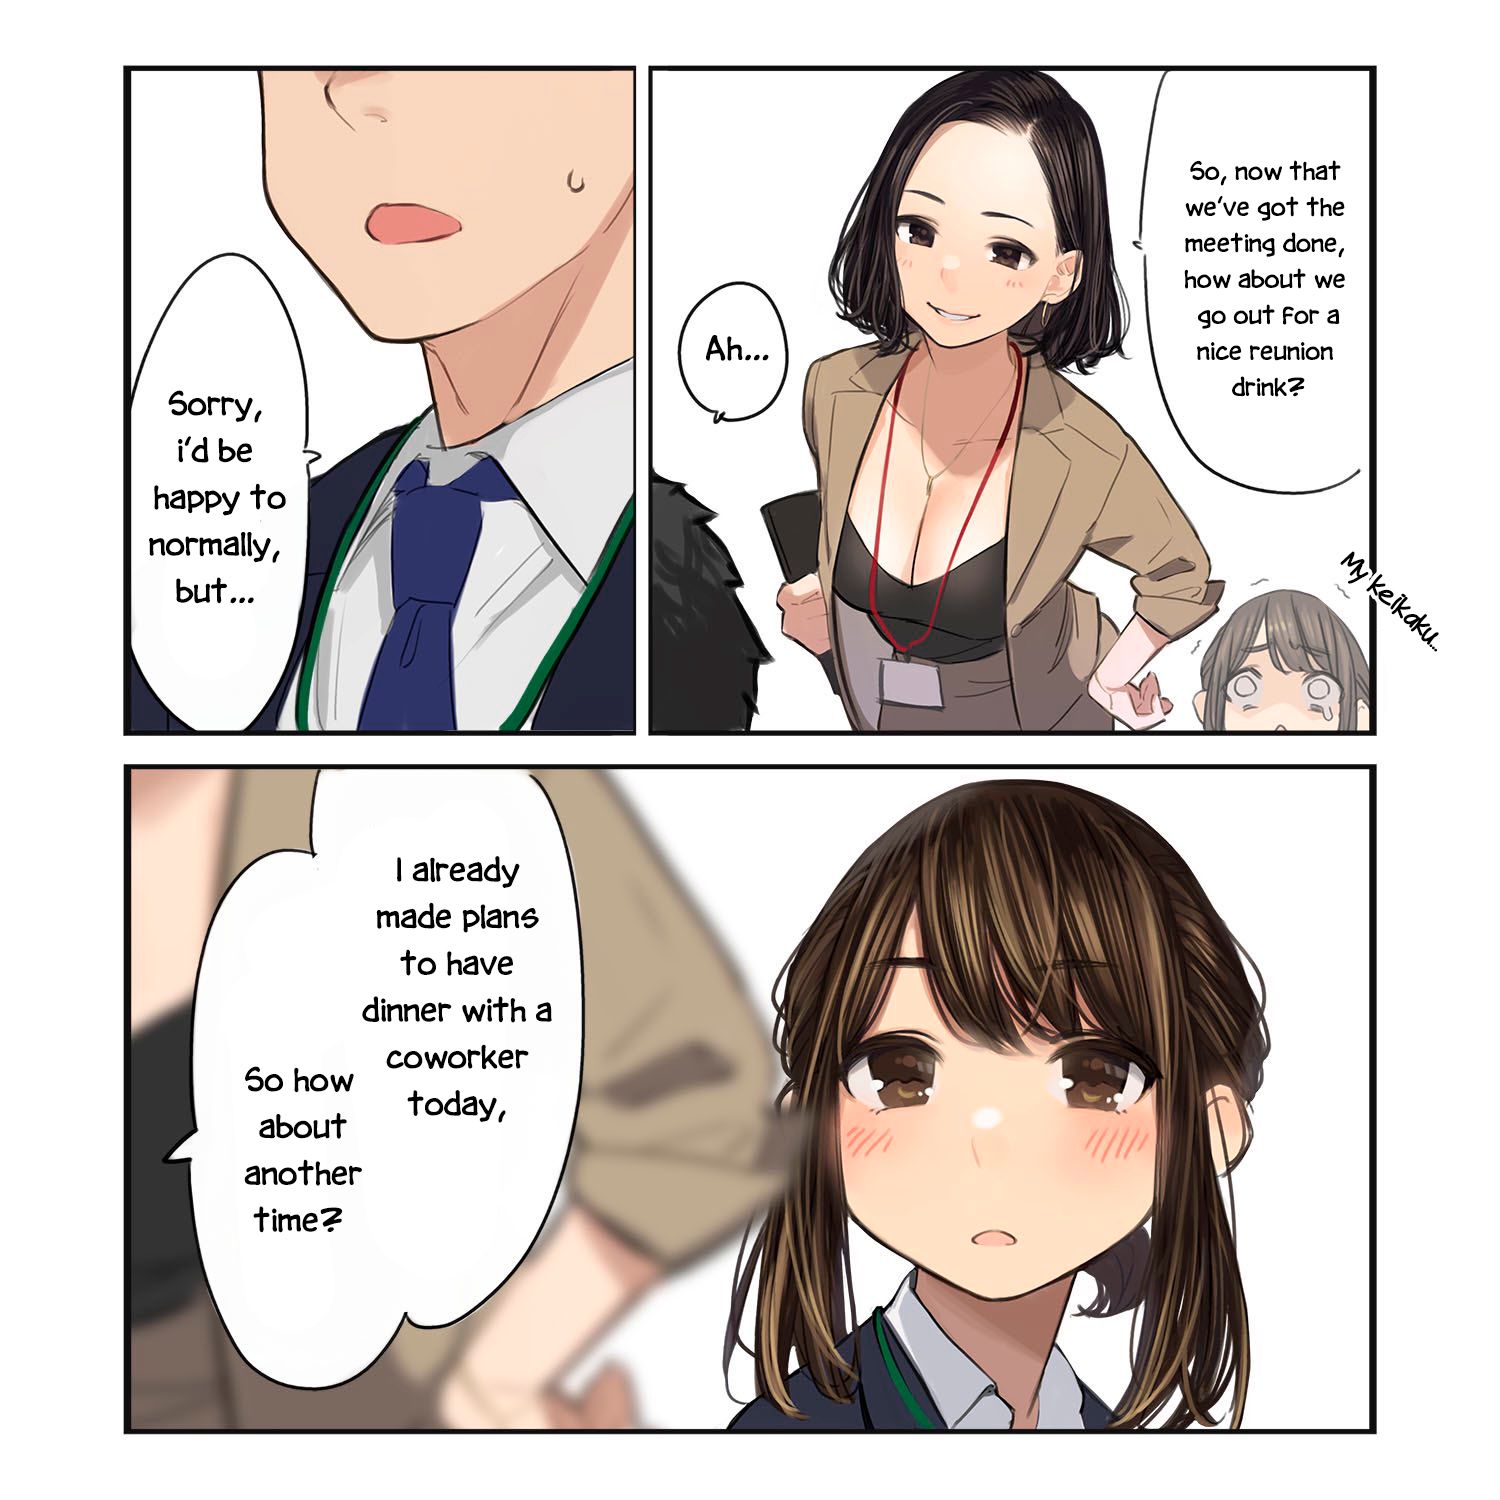 So, now that
we've got the
meeting done,
how about we
go out for a
nice reunion
drink?
My keikaku...
Ah...
Sorry,
i'd be
happy to
normally,
but...
I already
made plans
to have
dinner with a
coworker
today,
So how
about
another
time?